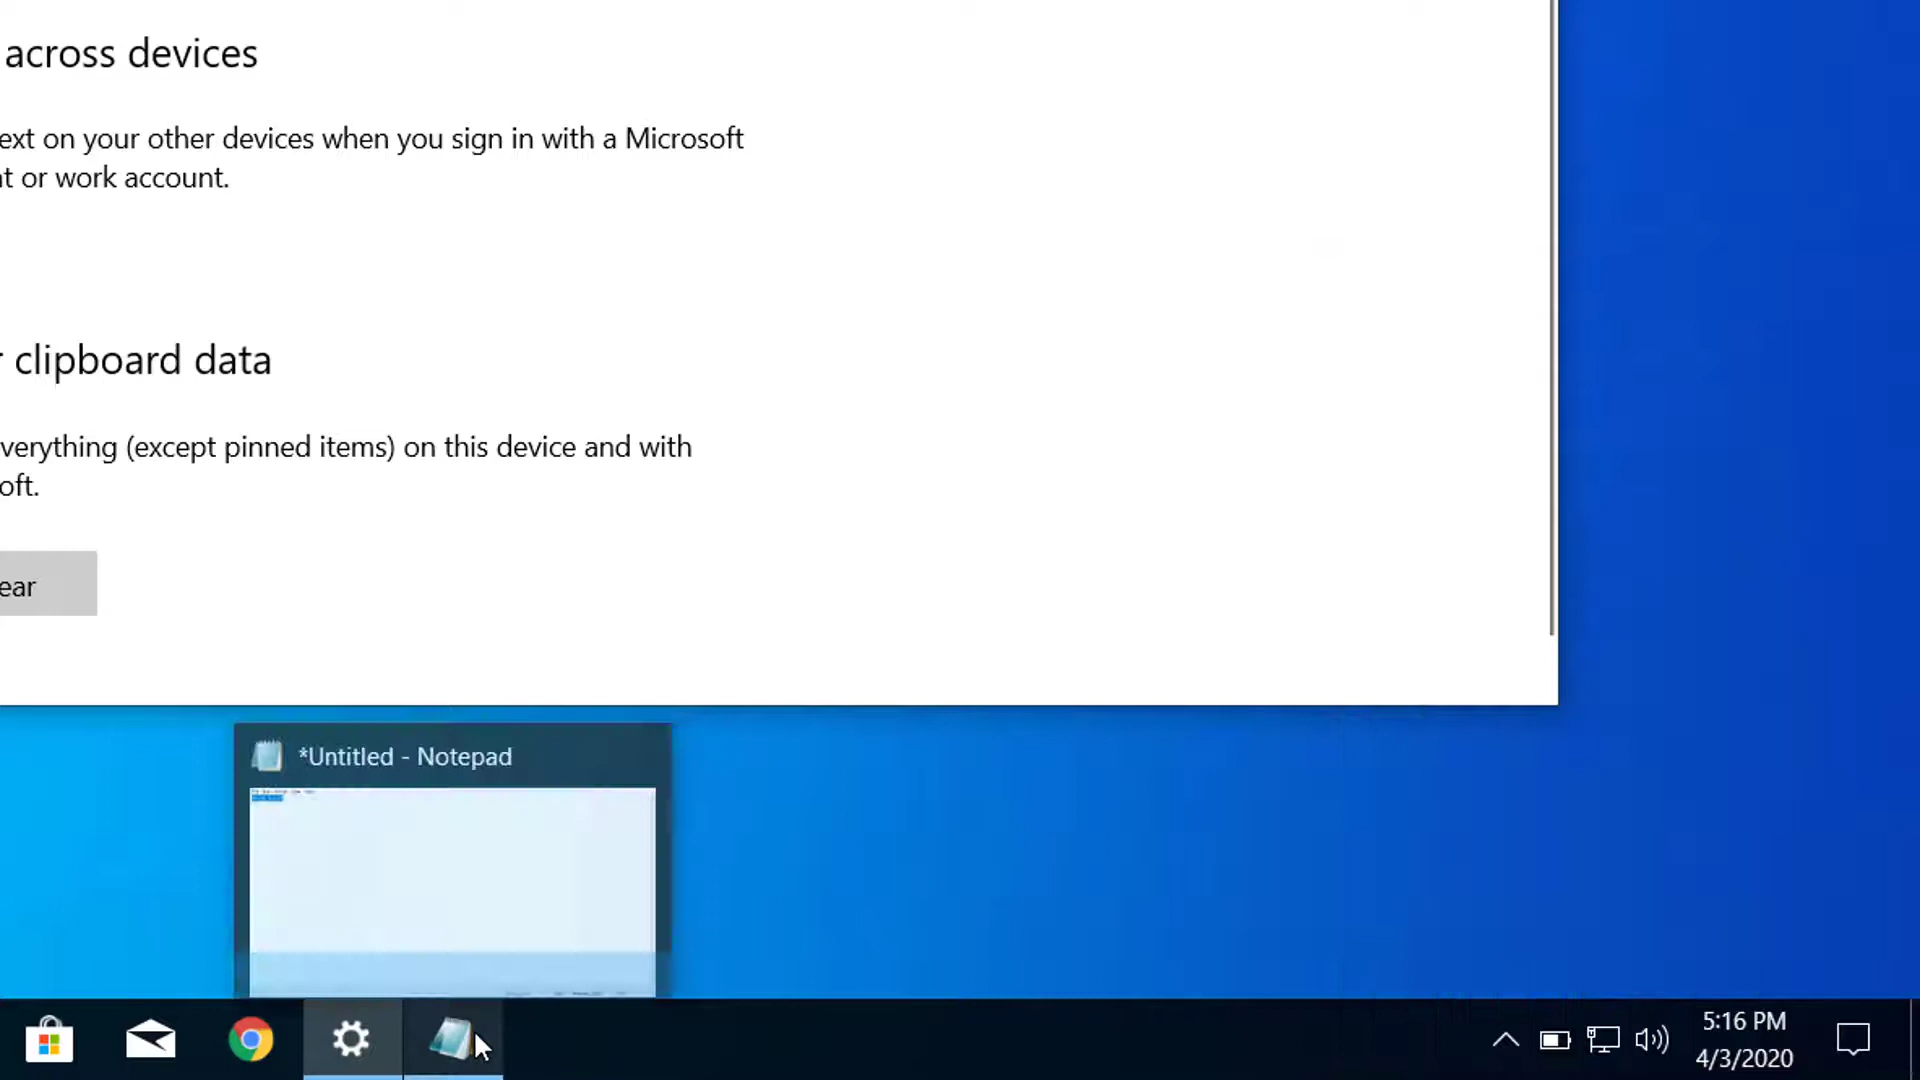 across devices
ext on your other devices when you sign in with a Microsoft
t or work account.
clipboard data
verything (except pinned items) on this device and with
oft.
ear
*Untitled - Notepad
5:16 PM
4/3/2020